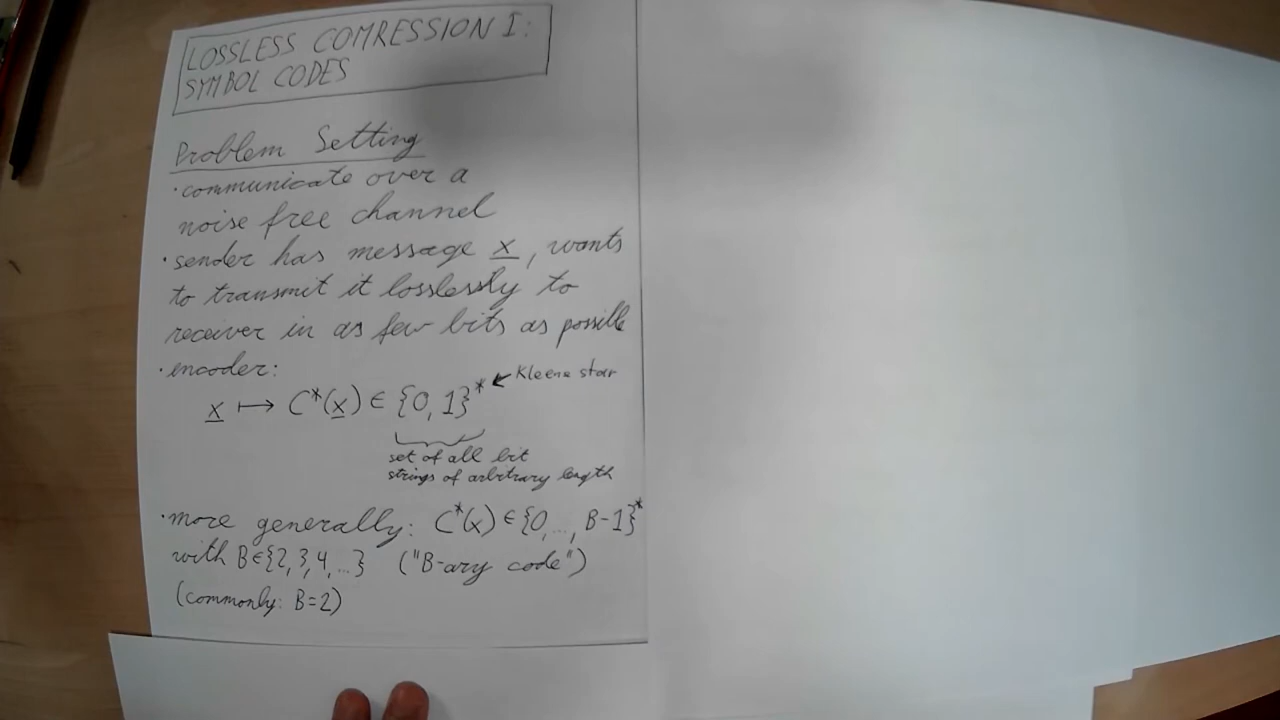 LOSSLESS COMRESSION I:
SYMBOL CODES
Problem Setting
· communicate over a
noise free channel
· sender has message x, wants
to transmit it losslessly to
receiver in as few bits as possible
· encoder:
x ↦ C*(x) ∈ {0, 1}* ← Kleene star
set of all bit
strings of arbitrary length
· more generally: C*(x) ∈ {0, ..., B-1}*
with B∈{2, 3, 4, ...} ("B-ary code")
(commonly: B=2)